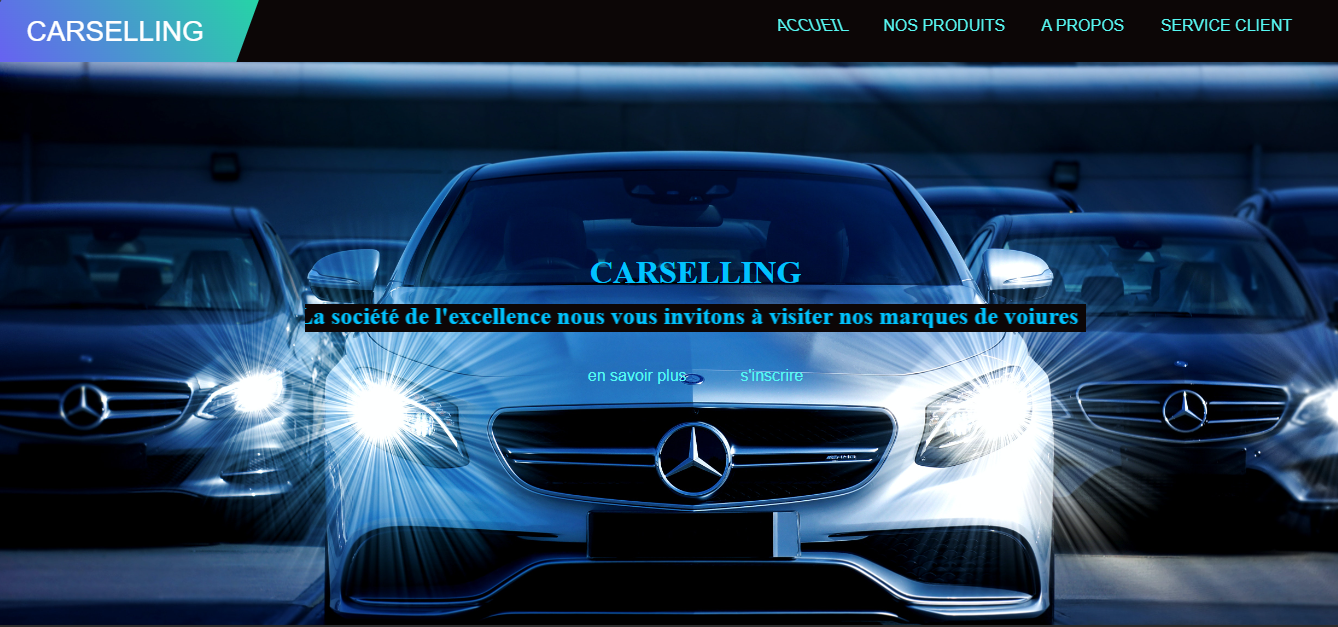 CARSELLING
ACCUEIL NOS PRODUITS A PROPOS SERVICE CLIENT
CARSELLING
La société de l'excellence nous vous invitons à visiter nos marques de voiures
en savoir plus s'inscrire